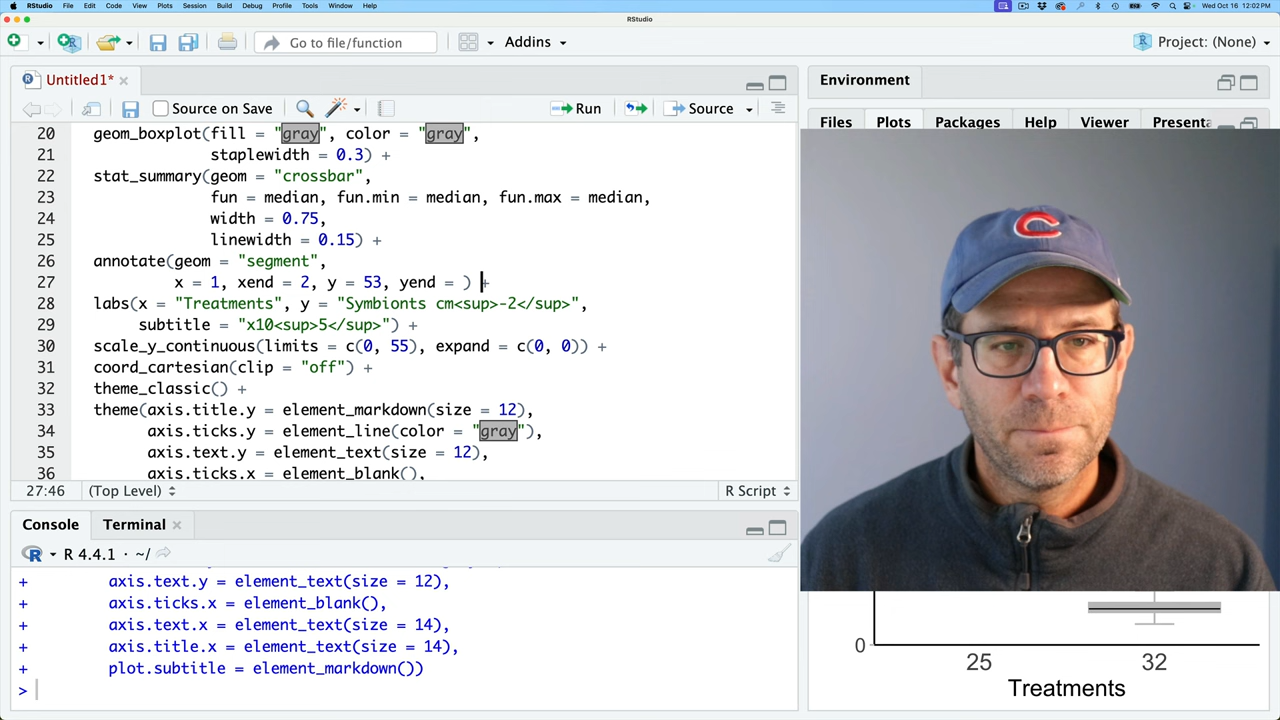 RStudio File Edit Code View Plots Session Build Debug Profile Tools Window Help Wed Oct 16 12:02 PM
RStudio
Go to file/function Addins Project: (None)
Untitled1* Environment
Source on Save Run Source Files Plots Packages Help Viewer Presenta
20 geom_boxplot(fill = "gray", color = "gray",
21 staplewidth = 0.3) +
22 stat_summary(geom = "crossbar",
23 fun = median, fun.min = median, fun.max = median,
24 width = 0.75,
25 linewidth = 0.15) +
26 annotate(geom = "segment",
27 x = 1, xend = 2, y = 53, yend = ) +
28 labs(x = "Treatments", y = "Symbionts cm<sup>-2</sup>",
29 subtitle = "x10<sup>5</sup>") +
30 scale_y_continuous(limits = c(0, 55), expand = c(0, 0)) +
31 coord_cartesian(clip = "off") +
32 theme_classic() +
33 theme(axis.title.y = element_markdown(size = 12),
34 axis.ticks.y = element_line(color = "gray"),
35 axis.text.y = element_text(size = 12),
36 axis.ticks.x = element_blank(),
27:46 (Top Level) R Script
Console Terminal
R 4.4.1 · ~/
+ axis.text.y = element_text(size = 12),
+ axis.ticks.x = element_blank(),
+ axis.text.x = element_text(size = 14),
+ axis.title.x = element_text(size = 14),
+ plot.subtitle = element_markdown())
>
C
0
25 32
Treatments